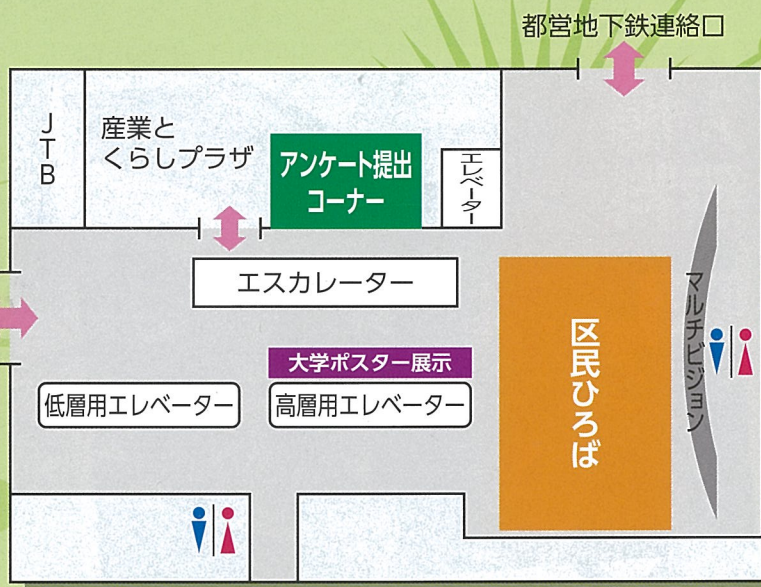 都営地下鉄連絡口
JTB
産業と
くらしプラザ
アンケート提出
コーナー
エレベーター
エスカレーター
マルチビジョン
区民ひろば
大学ポスター展示
低層用エレベーター
高層用エレベーター